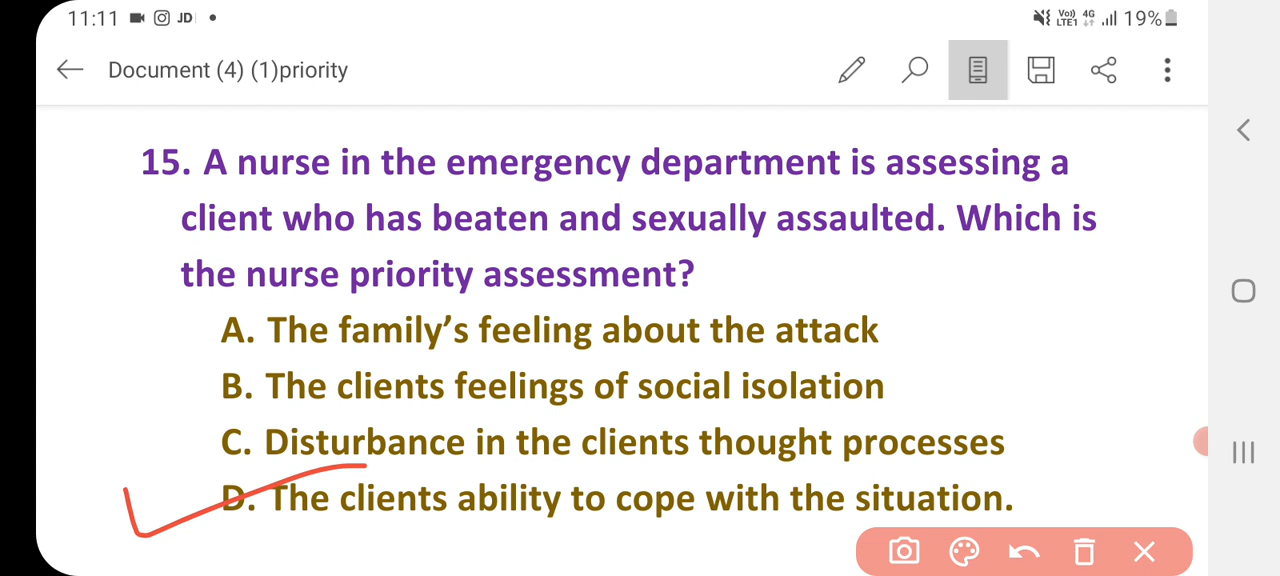 11:11 JD
Vo)) 4G
LTE1 19%
Document (4) (1)priority
15. A nurse in the emergency department is assessing a
client who has beaten and sexually assaulted. Which is
the nurse priority assessment?
A. The family’s feeling about the attack
B. The clients feelings of social isolation
C. Disturbance in the clients thought processes
D. The clients ability to cope with the situation.